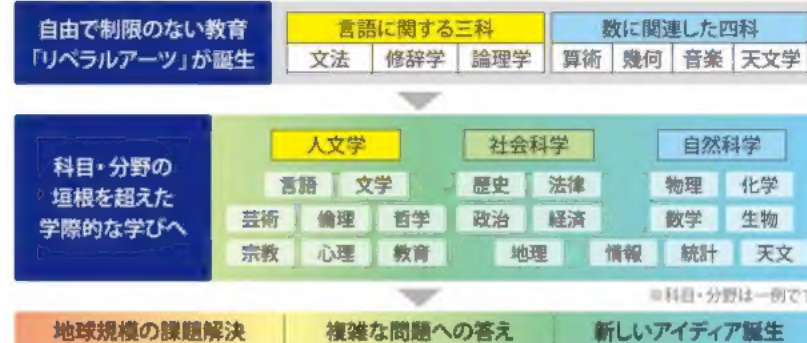 自由で制限のない教育
「リベラルアーツ」が誕生
言語に関する三科
数に関連した四科
文法 修辞学 論理学 算術 幾何 音楽 天文学
科目・分野の
垣根を超えた
学際的な学びへ
人文学 社会科学 自然科学
言語 文学 歴史 法律 物理 化学
芸術 倫理 哲学 政治 経済 数学 生物
宗教 心理 教育 地理 情報 統計 天文
※科目・分野は一例です
地球規模の課題解決 複雑な問題への答え 新しいアイディア誕生